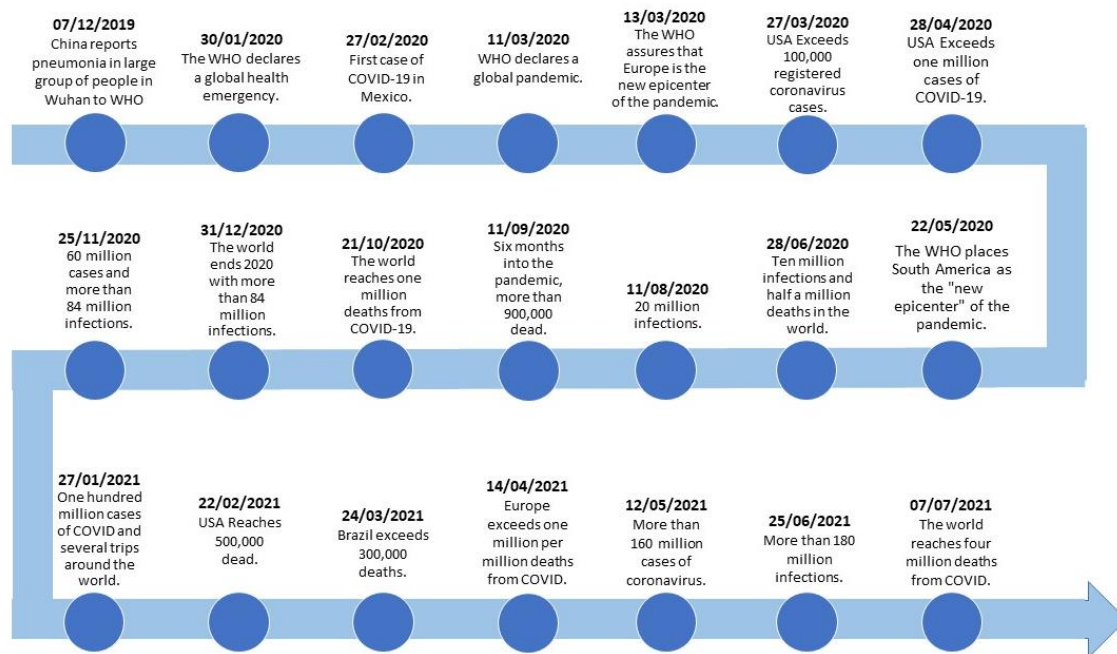 07/12/2019
China reports
pneumonia in large
group of people in
Wuhan to WHO
30/01/2020
The WHO declares
a global health
emergency.
27/02/2020
First case of
COVID-19 in
Mexico.
11/03/2020
WHO declares a
global pandemic.
13/03/2020
The WHO
assures that
Europe is the
new epicenter
of the pandemic.
27/03/2020
USA Exceeds
100,000
registered
coronavirus
cases.
28/04/2020
USA Exceeds
one million
cases of
COVID-19.
22/05/2020
The WHO places
South America as
the "new
epicenter" of the
pandemic.
28/06/2020
Ten million
infections and
half a million
deaths in the
world.
11/08/2020
20 million
infections.
11/09/2020
Six months
into the
pandemic,
more than
900,000
dead.
21/10/2020
The world
reaches one
million
deaths from
COVID-19.
31/12/2020
The world
ends 2020
with more
than 84
million
infections.
25/11/2020
60 million
cases and
more than
84 million
infections.
27/01/2021
One hundred
million cases
of COVID and
several trips
around the
world.
22/02/2021
USA Reaches
500,000
dead.
24/03/2021
Brazil exceeds
300,000
deaths.
14/04/2021
Europe
exceeds one
million per
million deaths
from COVID.
12/05/2021
More than
160 million
cases of
coronavirus.
25/06/2021
More than 180
million
infections.
07/07/2021
The world
reaches four
million deaths
from COVID.